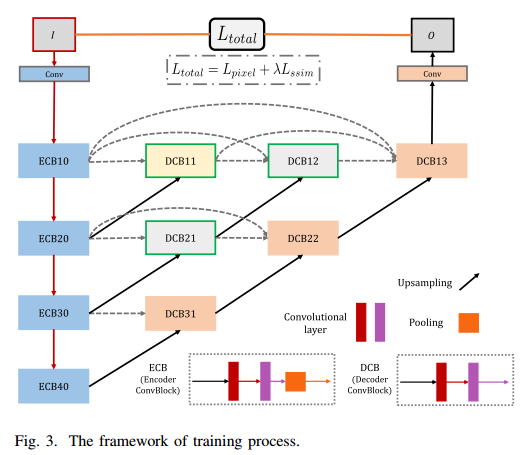 I
L_total
O
Conv
L_total = L_pixel + λL_ssim
Conv
ECB10
DCB11
DCB12
DCB13
ECB20
DCB21
DCB22
Upsampling
ECB30
DCB31
Convolutional
layer
Pooling
ECB40
ECB
(Encoder
ConvBlock)
DCB
(Decoder
ConvBlock)
Fig. 3. The framework of training process.